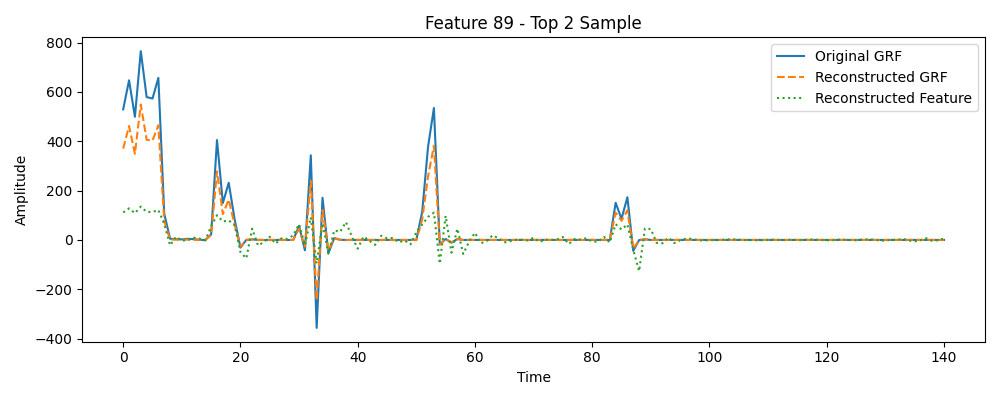 Feature 89 - Top 2 Sample
Original GRF
Reconstructed GRF
Reconstructed Feature
Amplitude
800
600
400
200
0
−200
−400
0 20 40 60 80 100 120 140
Time